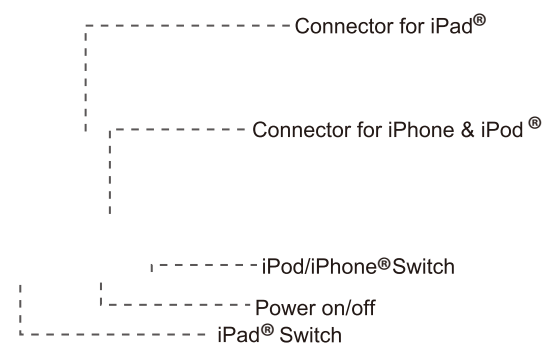 Connector for iPad®
Connector for iPhone & iPod ®
iPod/iPhone®Switch
Power on/off
iPad® Switch